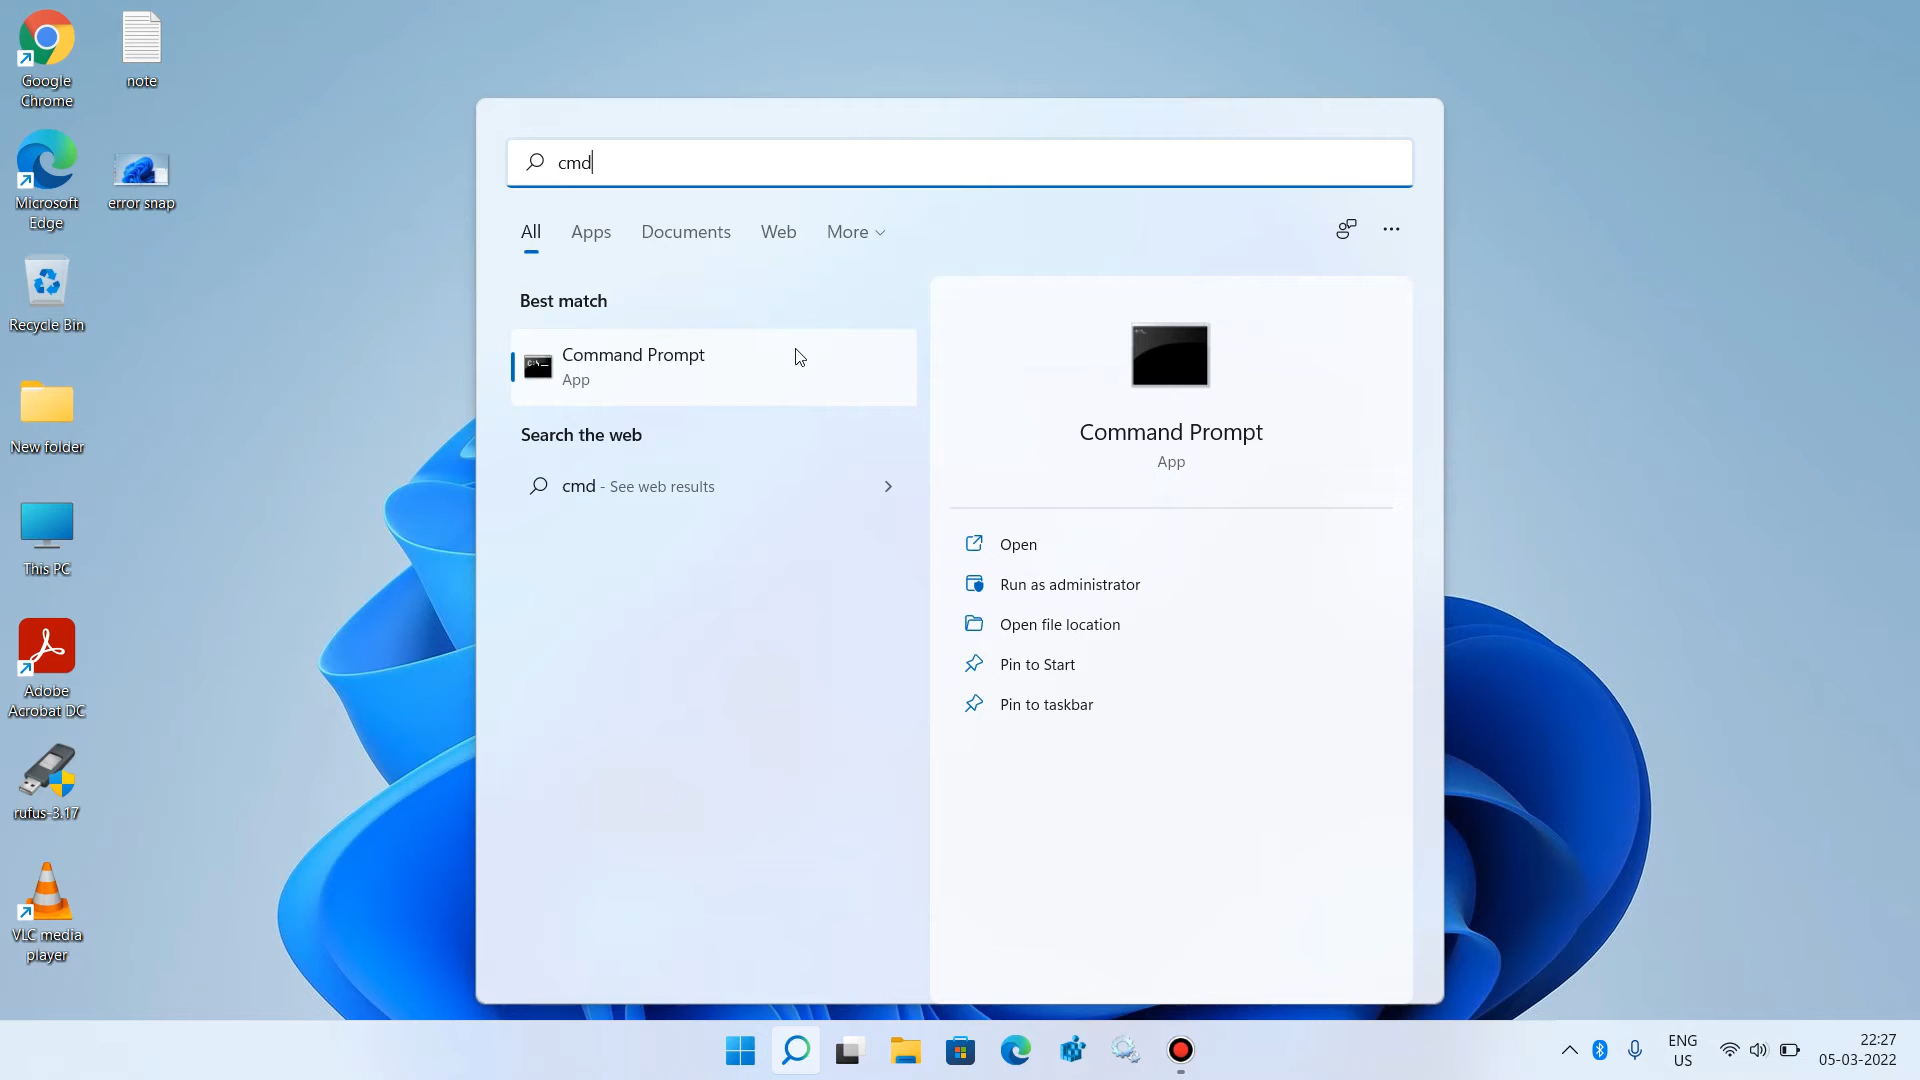 Google
Chrome
note
Microsoft
Edge
error snap
Recycle Bin
New folder
This PC
Adobe
Acrobat DC
rufus-3.17
VLC media
player
cmd
All
Apps
Documents
Web
More
Best match
Command Prompt
App
Search the web
cmd - See web results
Command Prompt
App
Open
Run as administrator
Open file location
Pin to Start
Pin to taskbar
ENG
US
22:27
05-03-2022